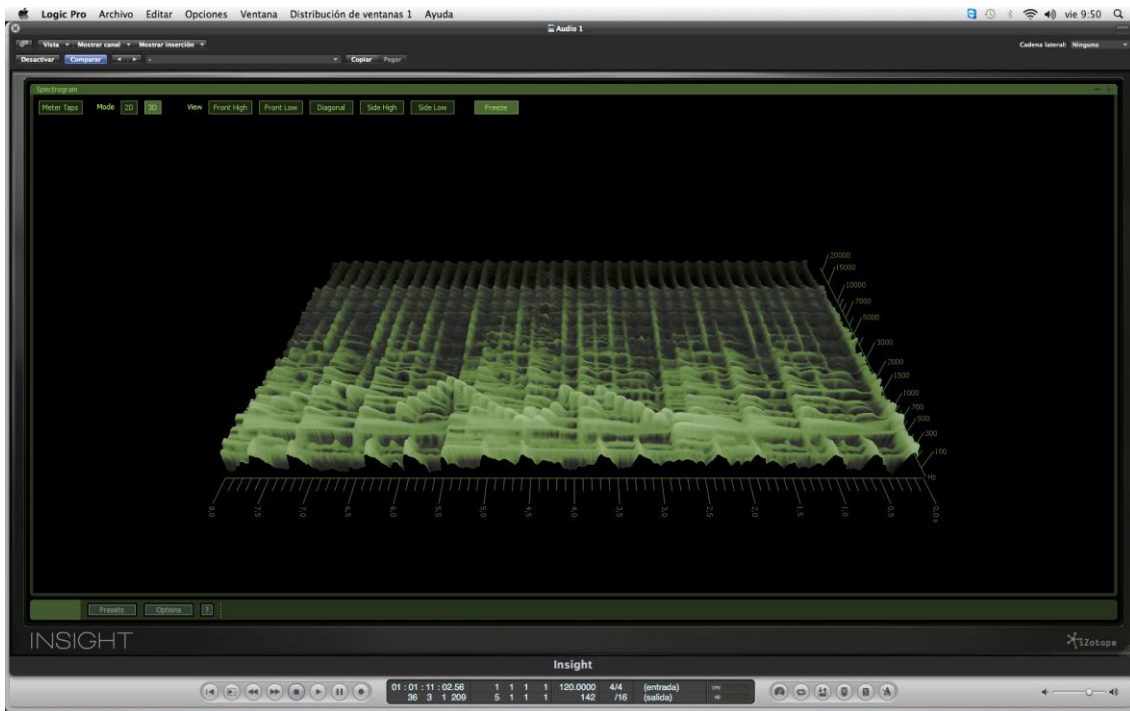 Logic Pro Archivo Editar Opciones Ventana Distribución de ventanas 1 Ayuda vie 9:50
Audio 1
Vista Mostrar canal Mostrar inserción Cadena lateral: Ninguno
Desactivar Comparar - Copiar Pegar
Spectrogram
Meter Taps Mode 2D 3D View Front High Front Low Diagonal Side High Side Low Freeze
20000
15000
10000
7000
5000
3000
2000
1500
1000
700
500
300
100
Hz
8.0 7.5 7.0 6.5 6.0 5.5 5.0 4.5 4.0 3.5 3.0 2.5 2.0 1.5 1.0 0.5 0.0 s
Presets Options ?
INSIGHT iZotope
Insight
01 : 01 : 11 : 02.56 1 1 1 1 120.0000 4/4 (entrada) CPU
36 3 1 209 5 1 1 1 142 /16 (salida) HD